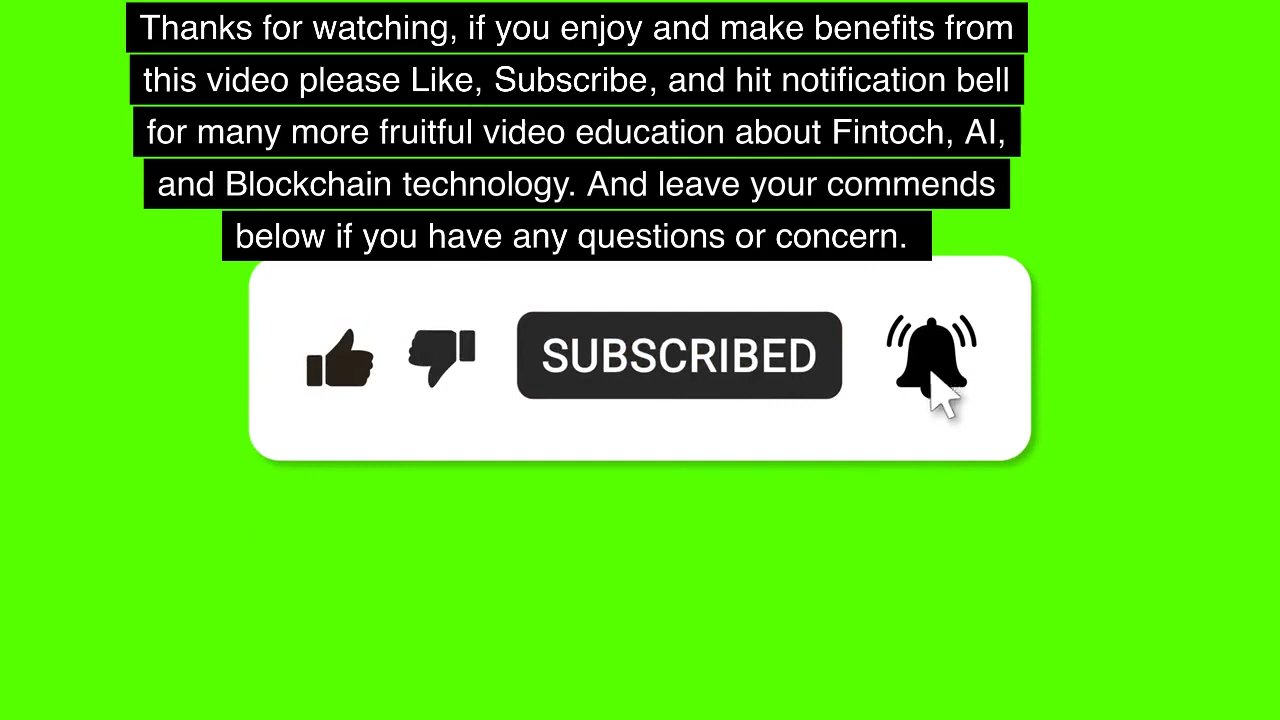 Thanks for watching, if you enjoy and make benefits from
this video please Like, Subscribe, and hit notification bell
for many more fruitful video education about Fintoch, AI,
and Blockchain technology. And leave your commends
below if you have any questions or concern.
SUBSCRIBED